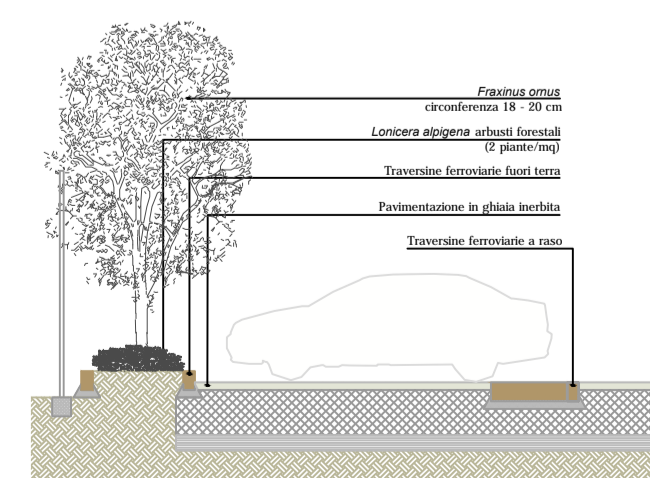 Fraxinus ornus
circonferenza 18 - 20 cm
Lonicera alpigena arbusti forestali
(2 piante/mq)
Traversine ferroviarie fuori terra
Pavimentazione in ghiaia inerbita
Traversine ferroviarie a raso